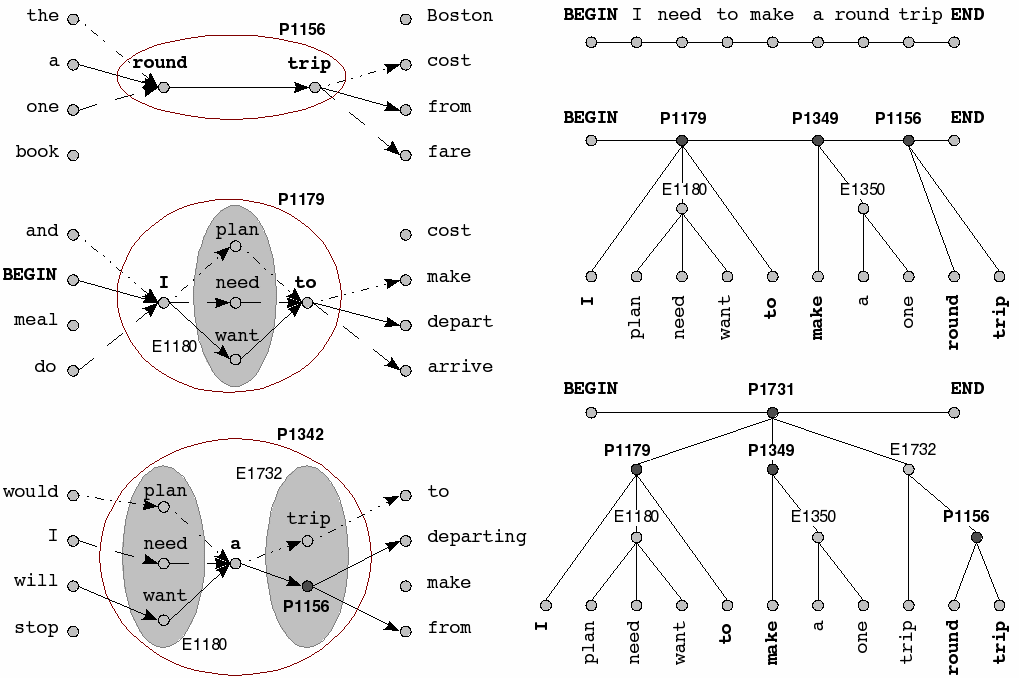 the
Boston
P1156
a
round
trip
cost
one
from
book
fare
P1179
and
plan
cost
BEGIN
I
need
to
make
meal
want
depart
E1180
do
arrive
P1342
E1732
would
plan
trip
to
I
need
a
departing
will
want
P1156
make
stop
E1180
from
BEGIN I need to make a round trip END
BEGIN P1179 P1349 P1156 END
E1180 E1350
I plan need want to make a one round trip
BEGIN P1731 END
P1179 P1349 E1732
E1180 E1350 P1156
I plan need want to make a one trip round trip